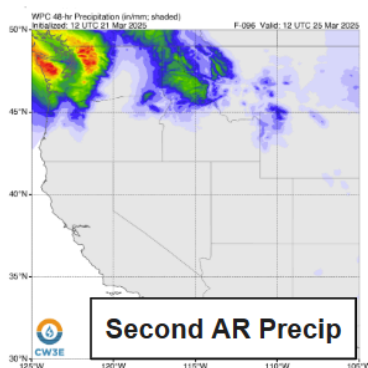 WPC 48-hr Precipitation (in/mm; shaded)
Initialized: 12 UTC 21 Mar 2025 F-096 Valid: 12 UTC 25 Mar 2025
50°N
45°N
40°N
35°N
30°N
CW3E
Second AR Precip
125°W 120°W 115°W 110°W 105°W